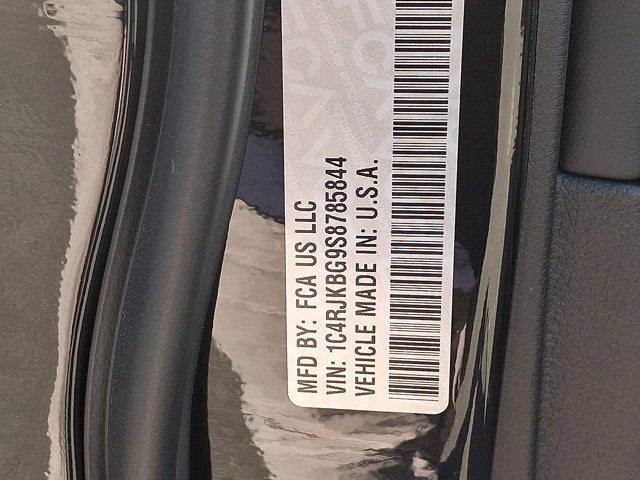 MFD BY: FCA US LLC
VIN: 1C4RJKBG9S8785844
VEHICLE MADE IN: U.S.A.